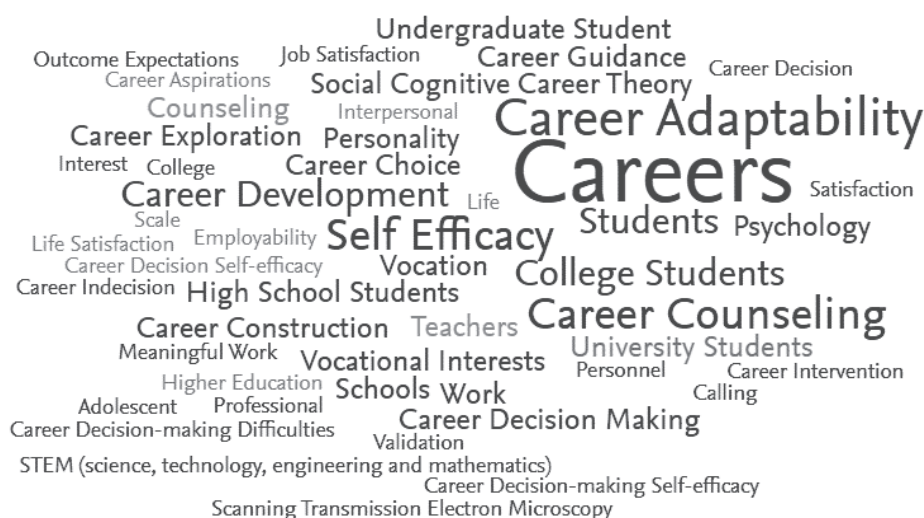 Undergraduate Student
Outcome Expectations
Job Satisfaction
Career Guidance
Career Decision
Career Aspirations
Social Cognitive Career Theory
Counseling
Interpersonal
Career Adaptability
Career Exploration
Personality
Careers
Interest
College
Career Choice
Career Development
Life
Satisfaction
Scale
Students
Psychology
Life Satisfaction
Employability
Self Efficacy
Career Decision Self-efficacy
Vocation
College Students
Career Indecision
High School Students
Career Construction
Teachers
Career Counseling
Meaningful Work
Vocational Interests
University Students
Personnel
Career Intervention
Higher Education
Schools
Work
Calling
Adolescent
Professional
Career Decision Making
Career Decision-making Difficulties
Validation
STEM (science, technology, engineering and mathematics)
Career Decision-making Self-efficacy
Scanning Transmission Electron Microscopy